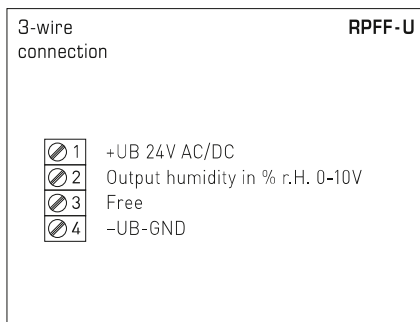 3-wire RPFF-U
connection
1 +UB 24V AC/DC
2 Output humidity in % r.H. 0-10V
3 Free
4 –UB-GND